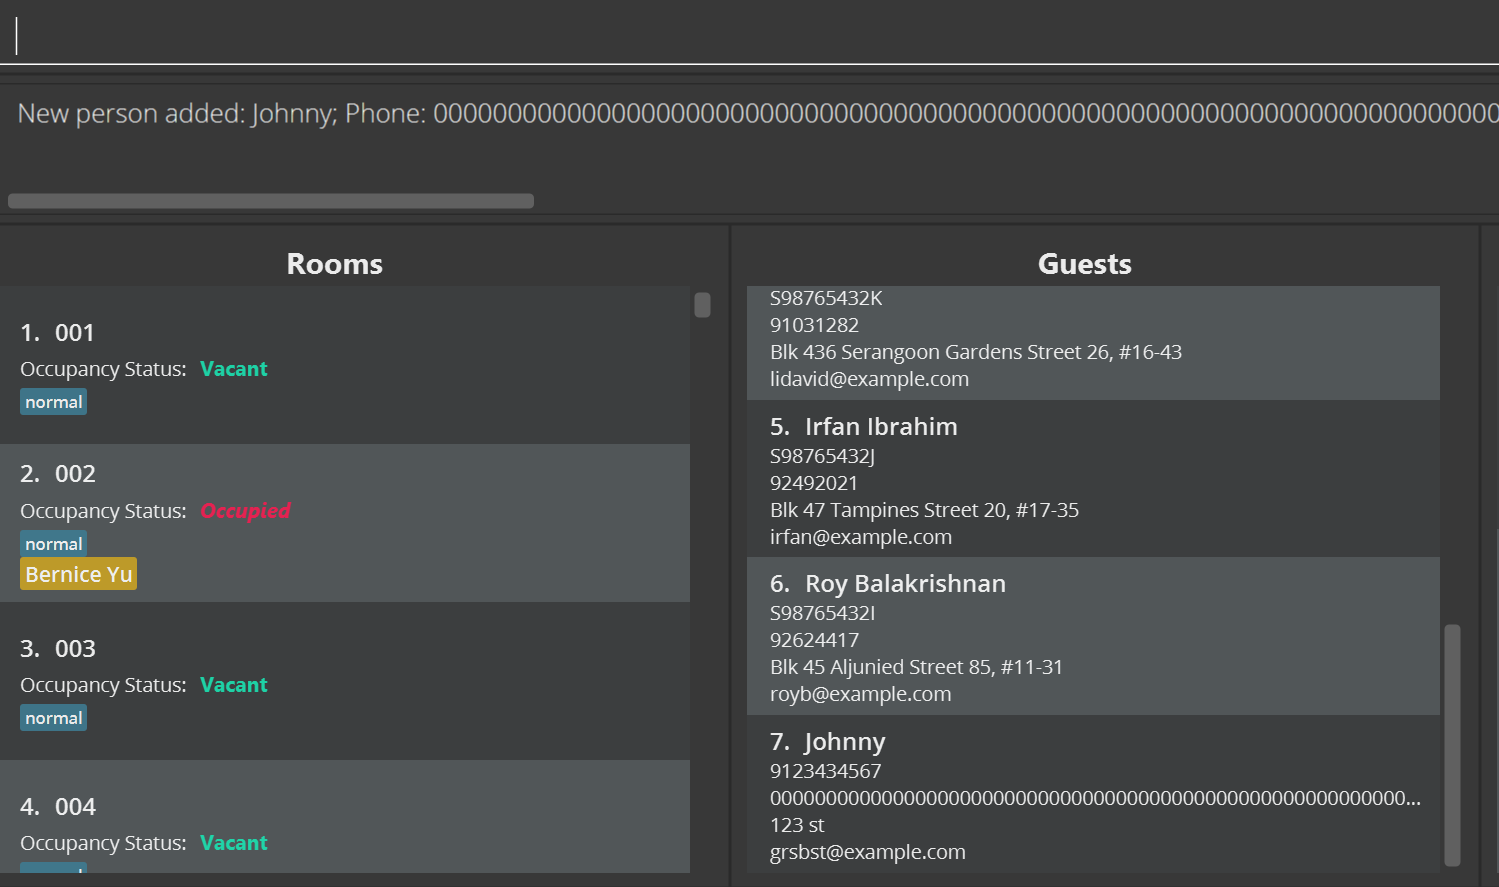 New person added: Johnny; Phone: 000000000000000000000000000000000000000000000000000000000000000000000000
Rooms
1. 001
Occupancy Status: Vacant
normal
2. 002
Occupancy Status: Occupied
normal
Bernice Yu
3. 003
Occupancy Status: Vacant
normal
4. 004
Occupancy Status: Vacant
Guests
S98765432K
91031282
Blk 436 Serangoon Gardens Street 26, #16-43
lidavid@example.com
5. Irfan Ibrahim
S98765432J
92492021
Blk 47 Tampines Street 20, #17-35
irfan@example.com
6. Roy Balakrishnan
S98765432I
92624417
Blk 45 Aljunied Street 85, #11-31
royb@example.com
7. Johnny
9123434567
000000000000000000000000000000000000000000000000000000000...
123 st
grsbst@example.com